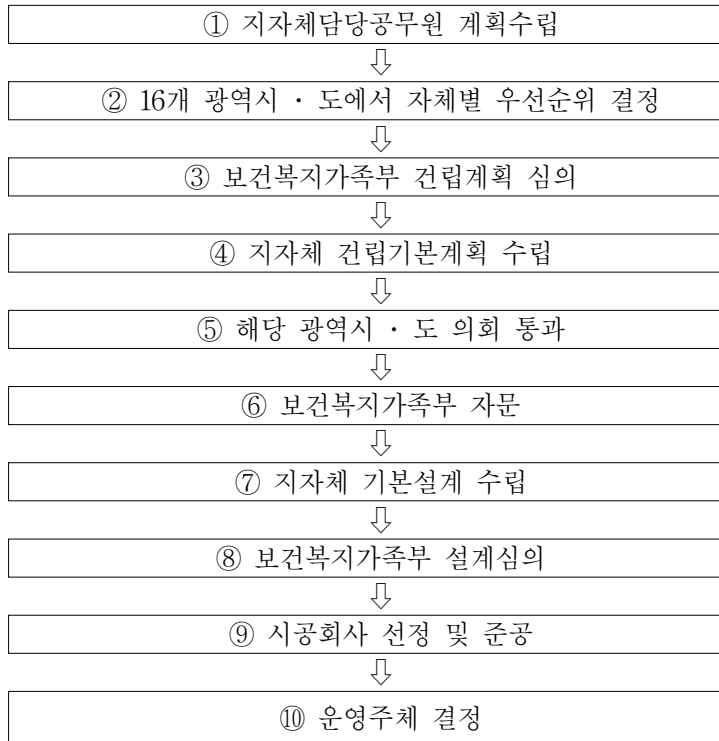 ① 지자체담당공무원 계획수립
② 16개 광역시 · 도에서 자체별 우선순위 결정
③ 보건복지가족부 건립계획 심의
④ 지자체 건립기본계획 수립
⑤ 해당 광역시 · 도 의회 통과
⑥ 보건복지가족부 자문
⑦ 지자체 기본설계 수립
⑧ 보건복지가족부 설계심의
⑨ 시공회사 선정 및 준공
⑩ 운영주체 결정